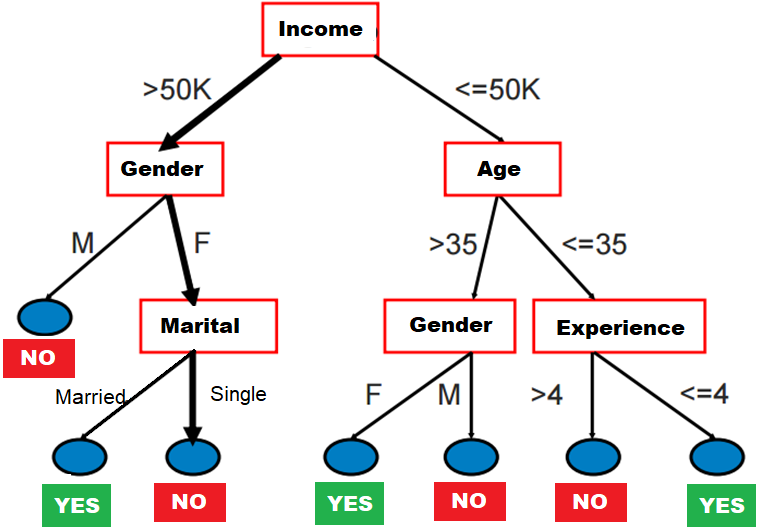 Income
>50K
<=50K
Gender
Age
M
F
>35
<=35
NO
Marital
Gender
Experience
Married
Single
F
M
>4
<=4
YES
NO
YES
NO
NO
YES